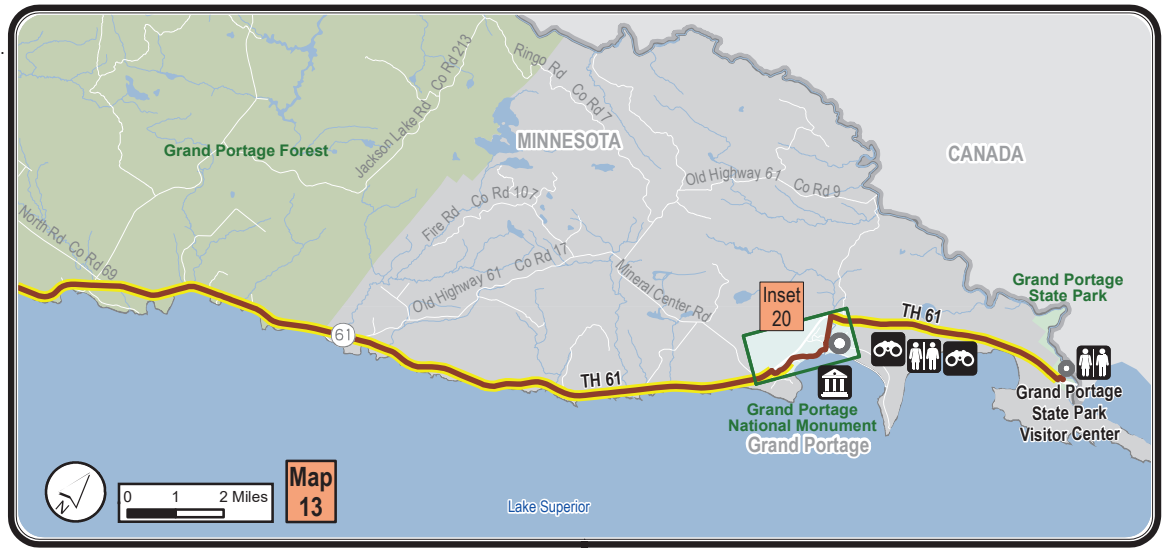 MINNESOTA
CANADA
Ringo Rd
Co Rd 7
Co Rd 213
Jackson Lake Rd
Grand Portage Forest
Old Highway 61
Co Rd 9
Fire Rd
Co Rd 107
North Rd
Co Rd 69
Old Highway 61
Co Rd 17
Mineral Center Rd
Inset
20
Grand Portage
State Park
TH 61
61
TH 61
Grand Portage
State Park
Visitor Center
Grand Portage
National Monument
Grand Portage
N
0 1 2 Miles
Map
13
Lake Superior